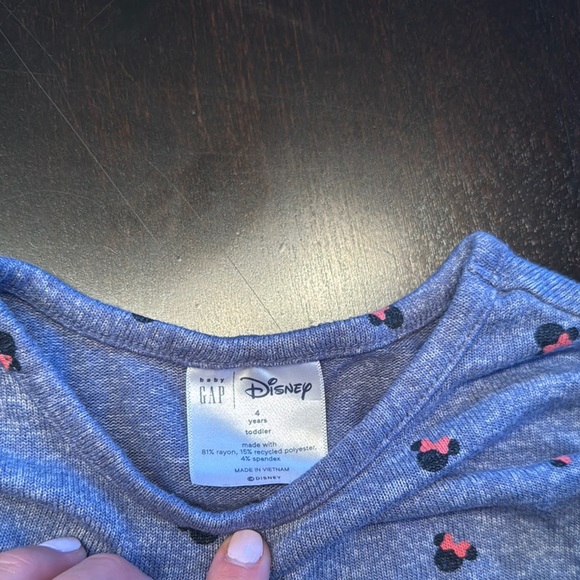 baby
GAP
Disney
4
years
toddler
made with
81% rayon, 15% recycled polyester,
4% spandex
MADE IN VIETNAM
©DISNEY